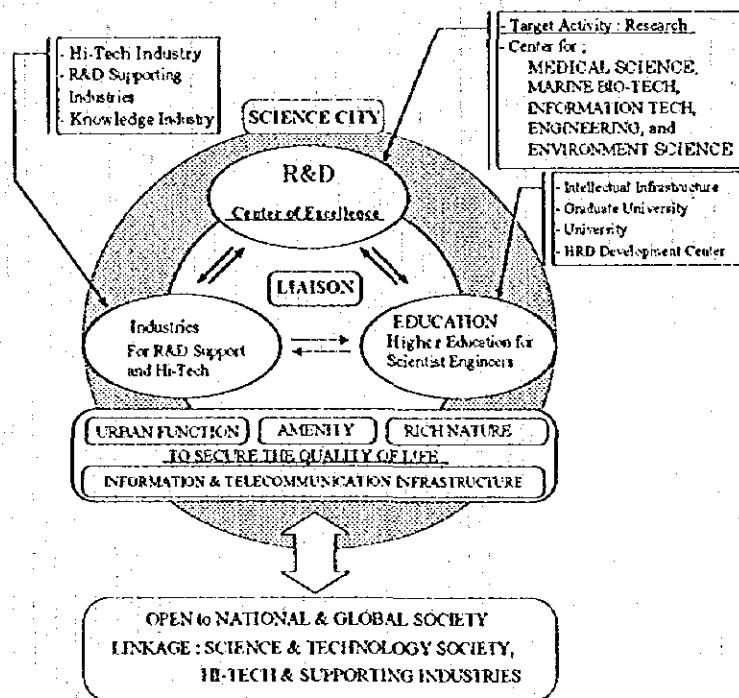 - Hi-Tech Industry
- R&D Supporting
Industries
- Knowledge Industry
- Target Activity : Research
- Center for ;
MEDICAL SCIENCE,
MARINE BIO-TECH,
INFORMATION TECH,
ENGINEERING, and
ENVIRONMENT SCIENCE
SCIENCE CITY
R&D
Center of Excellence
- Intellectual Infrastructure
- Graduate University
- University
- HRD Development Center
LIAISON
Industries
For R&D Support
and Hi-Tech
EDUCATION
Higher Education for
Scientist Engineers
URBAN FUNCTION
AMENITY
RICH NATURE
TO SECURE THE QUALITY OF LIFE
INFORMATION & TELECOMMUNICATION INFRASTRUCTURE
OPEN to NATIONAL & GLOBAL SOCIETY
LINKAGE : SCIENCE & TECHNOLOGY SOCIETY,
HI-TECH & SUPPORTING INDUSTRIES